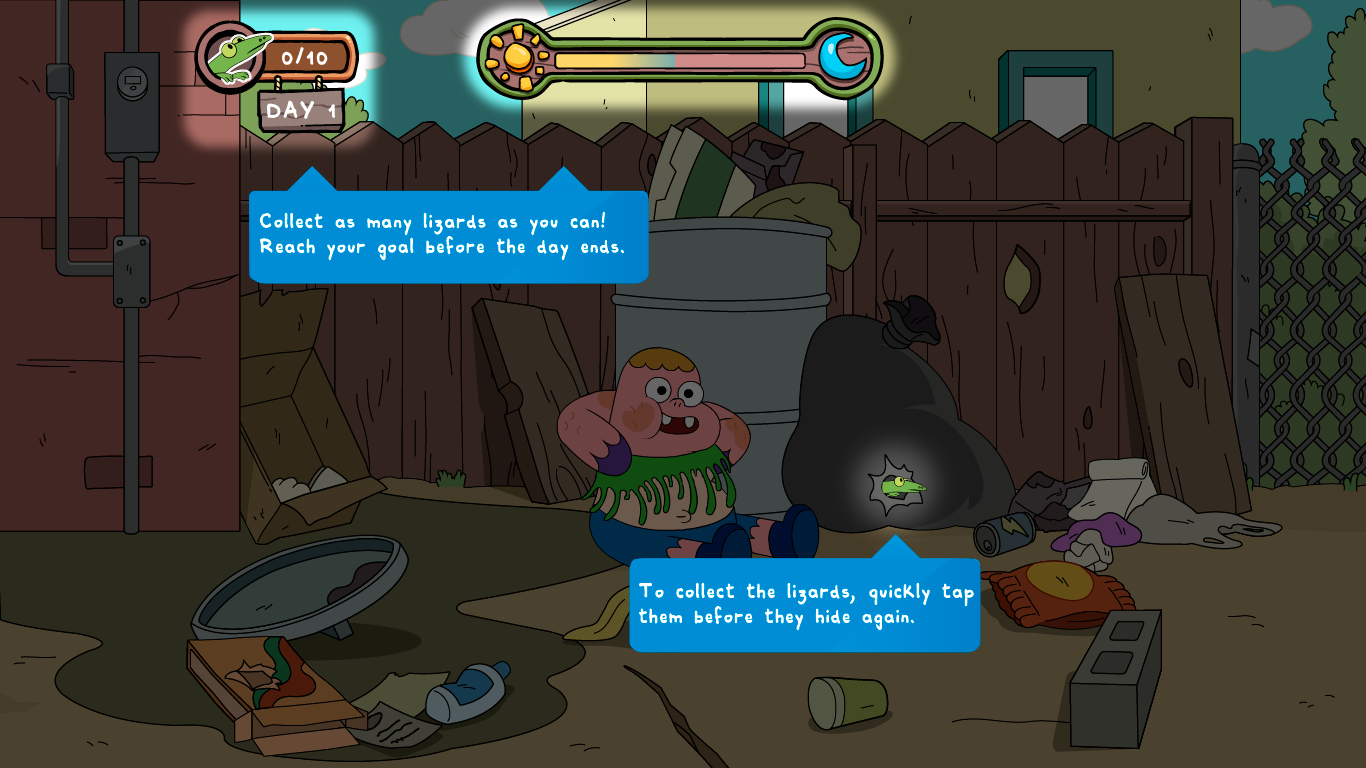 0/10
DAY 1
Collect as many lizards as you can!
Reach your goal before the day ends.
To collect the lizards, quickly tap
them before they hide again.